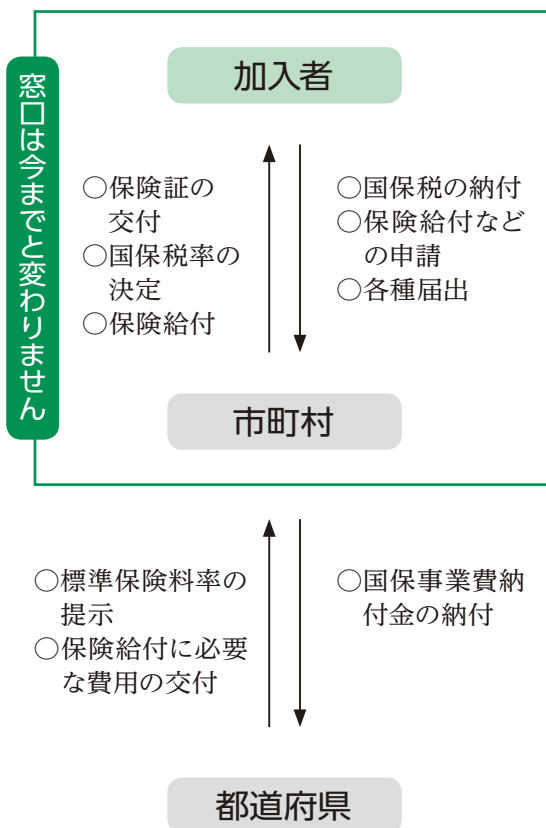 加入者
窓口は今までと変わりません
○保険証の
交付
○国保税率の
決定
○保険給付
○国保税の納付
○保険給付など
の申請
○各種届出
市町村
○標準保険料率の
提示
○保険給付に必要
な費用の交付
○国保事業費納
付金の納付
都道府県